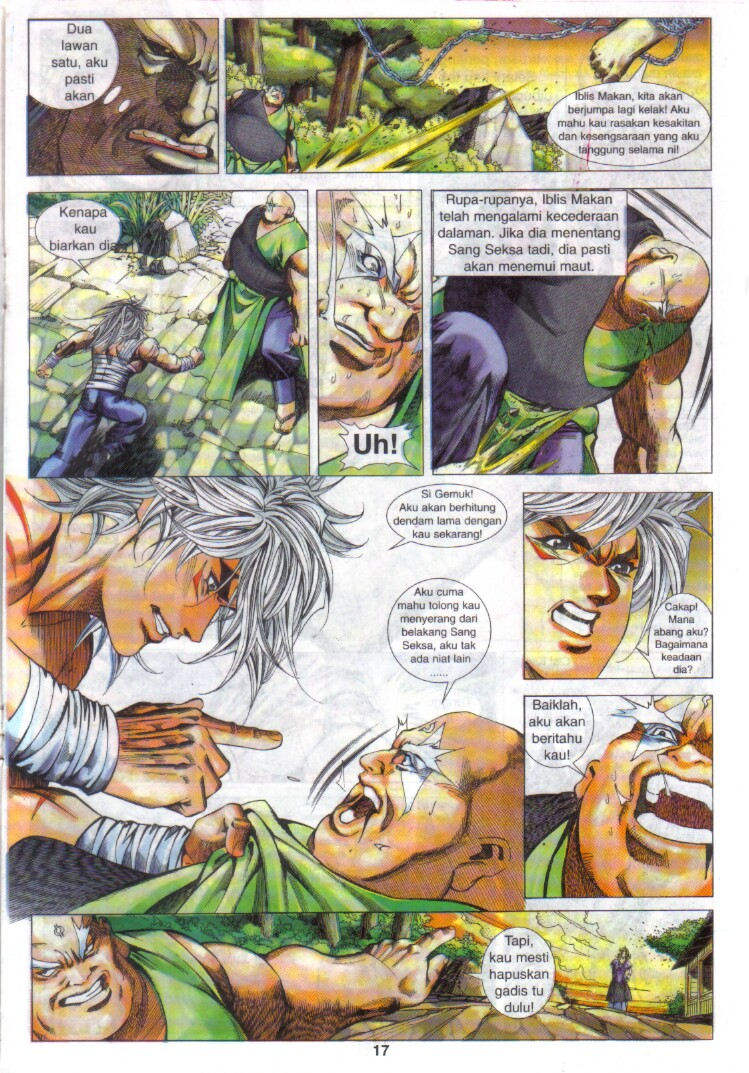 Dua
lawan
satu, aku
pasti
akan
Iblis Makan, kita akan
berjumpa lagi kelak! Aku
mahu kau rasakan kesakitan
dan kesengsaraan yang aku
tanggung selama ni!
Kenapa
kau
biarkan dia
Uh!
Rupa-rupanya, Iblis Makan
telah mengalami kecederaan
dalaman. Jika dia menentang
Sang Seksa tadi, dia pasti
akan menemui maut.
Si Gemuk!
Aku akan berhitung
dendam lama dengan
kau sekarang!
Aku cuma
mahu tolong kau
menyerang dari
belakang Sang
Seksa, aku tak
ada niat lain
......
Cakap!
Mana
abang aku?
Bagaimana
keadaan
dia?
Baiklah,
aku akan
beritahu
kau!
Tapi,
kau mesti
hapuskan
gadis tu
dulu!
17